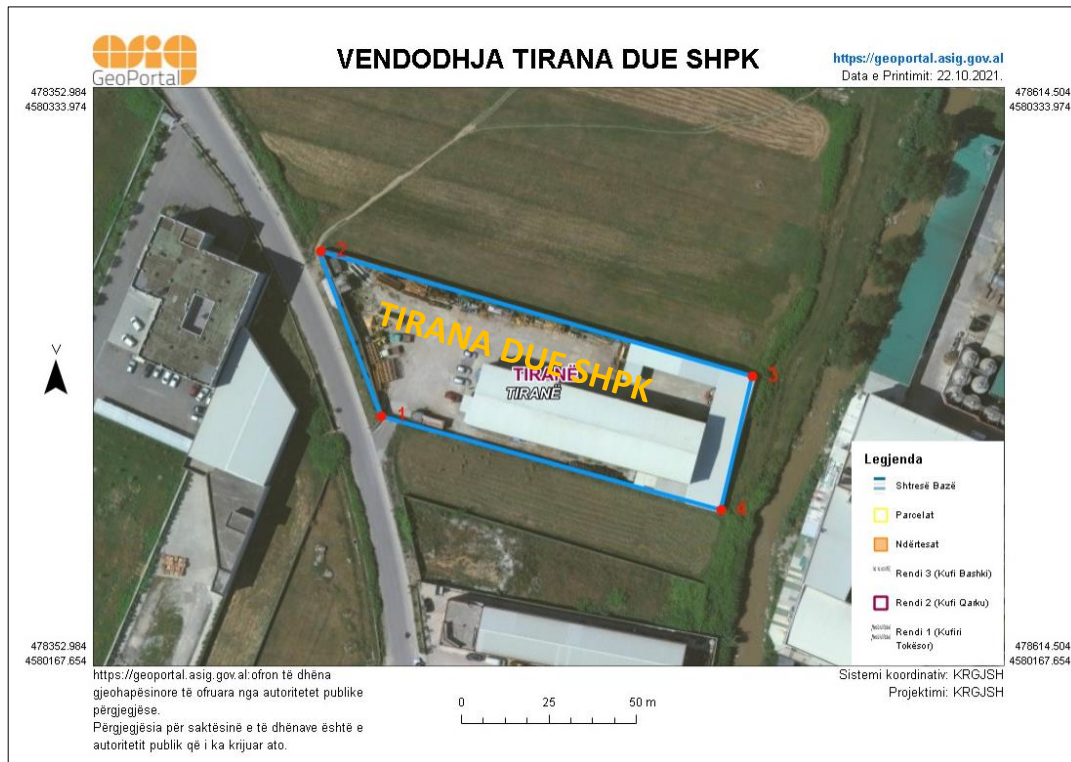 asig
GeoPortal
VENDODHJA TIRANA DUE SHPK
https://geoportal.asig.gov.al
Data e Printimit: 22.10.2021.
478352.984
4580333.974
478614.504
4580333.974
2
TIRANA DUE SHPK
3
TIRANË
TIRANË
1
4
Legjenda
Shtresë Bazë
Parcelat
Ndërtesat
Rendi 3 (Kufi Bashki)
Rendi 2 (Kufi Qarku)
Rendi 1 (Kufiri
Tokësor)
478352.984
4580167.654
478614.504
4580167.654
https://geoportal.asig.gov.al:ofron të dhëna
gjeohapësinore të ofruara nga autoritetet publike
përgjegjëse.
Përgjegjësia për saktësinë e të dhënave është e
autoritetit publik që i ka krijuar ato.
0 25 50 m
Sistemi koordinativ: KRGJSH
Projektimi: KRGJSH